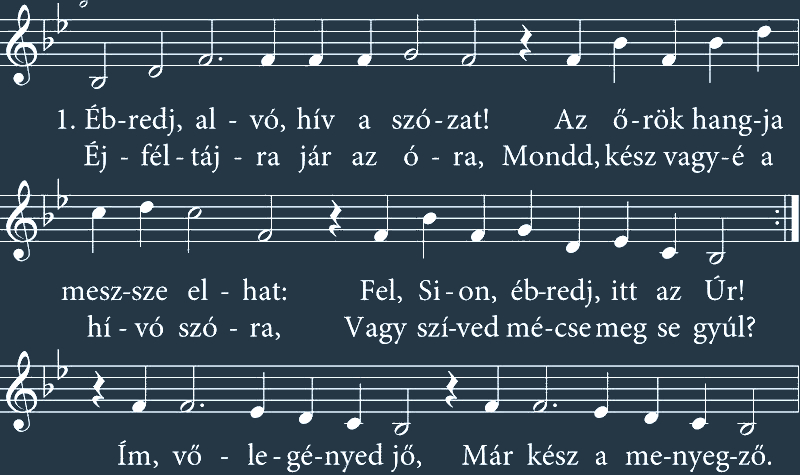 1. Éb-redj, al - vó, hív a szó-zat! Az ő-rök hang-ja
Éj - fél-táj - ra jár az ó - ra, Mondd, kész vagy-é a
mesz-sze el - hat: Fel, Si-on, éb-redj, itt az Úr!
hí - vó szó - ra, Vagy szí-ved mé-cse meg se gyúl?
Ím, vő - le-gé-nyed jő, Már kész a me-nyeg-ző.